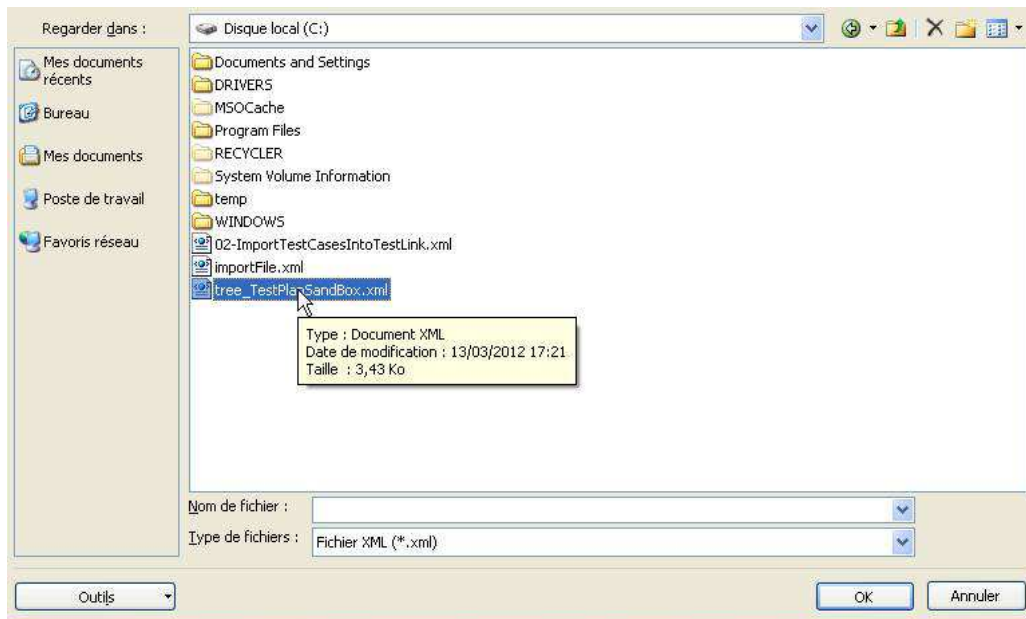 Regarder dans :
Disque local (C:)
Mes documents
récents
Bureau
Mes documents
Poste de travail
Favoris réseau
Documents and Settings
DRIVERS
MSOCache
Program Files
RECYCLER
System Volume Information
temp
WINDOWS
02-ImportTestCasesIntoTestLink.xml
importFile.xml
tree_TestPlanSandBox.xml
Type : Document XML
Date de modification : 13/03/2012 17:21
Taille : 3,43 Ko
Nom de fichier :
Type de fichiers :
Fichier XML (*.xml)
Outils
OK
Annuler